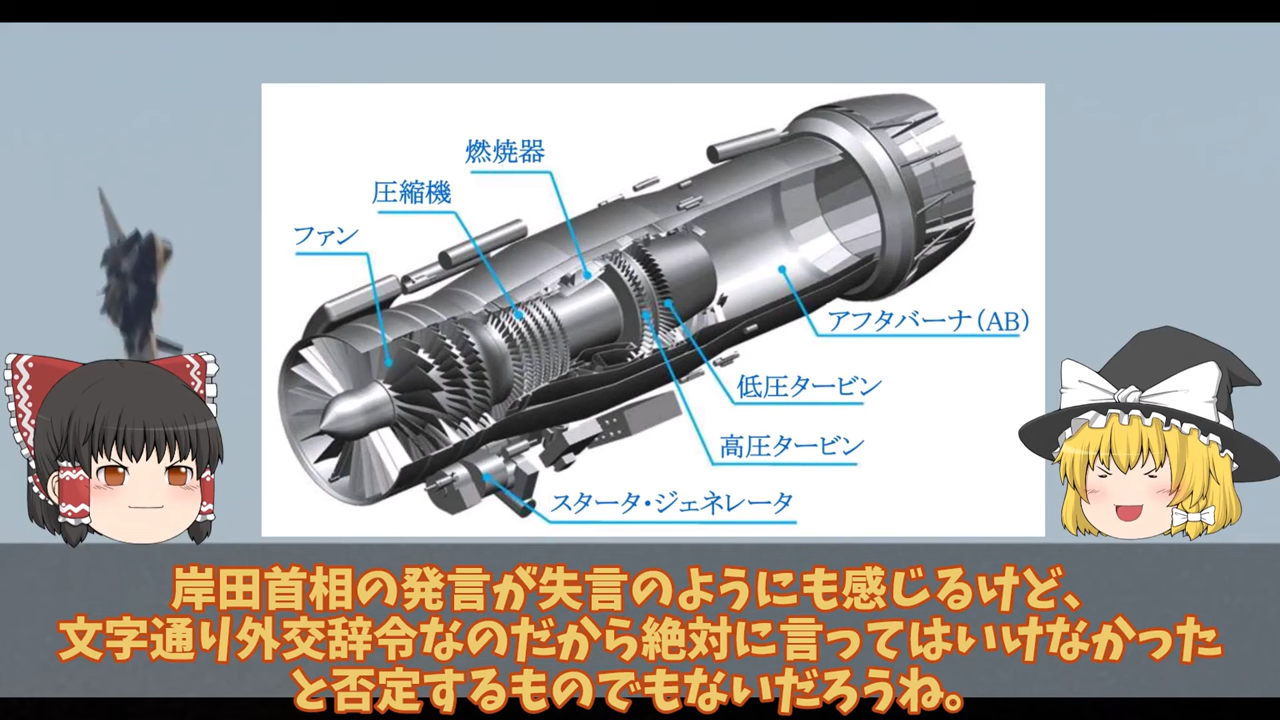 燃焼器
圧縮機
ファン
アフタバーナ(AB)
低圧タービン
高圧タービン
スタータ・ジェネレータ
岸田首相の発言が失言のようにも感じるけど、
文字通り外交辞令なのだから絶対に言ってはいけなかった
と否定するものでもないだろうね。